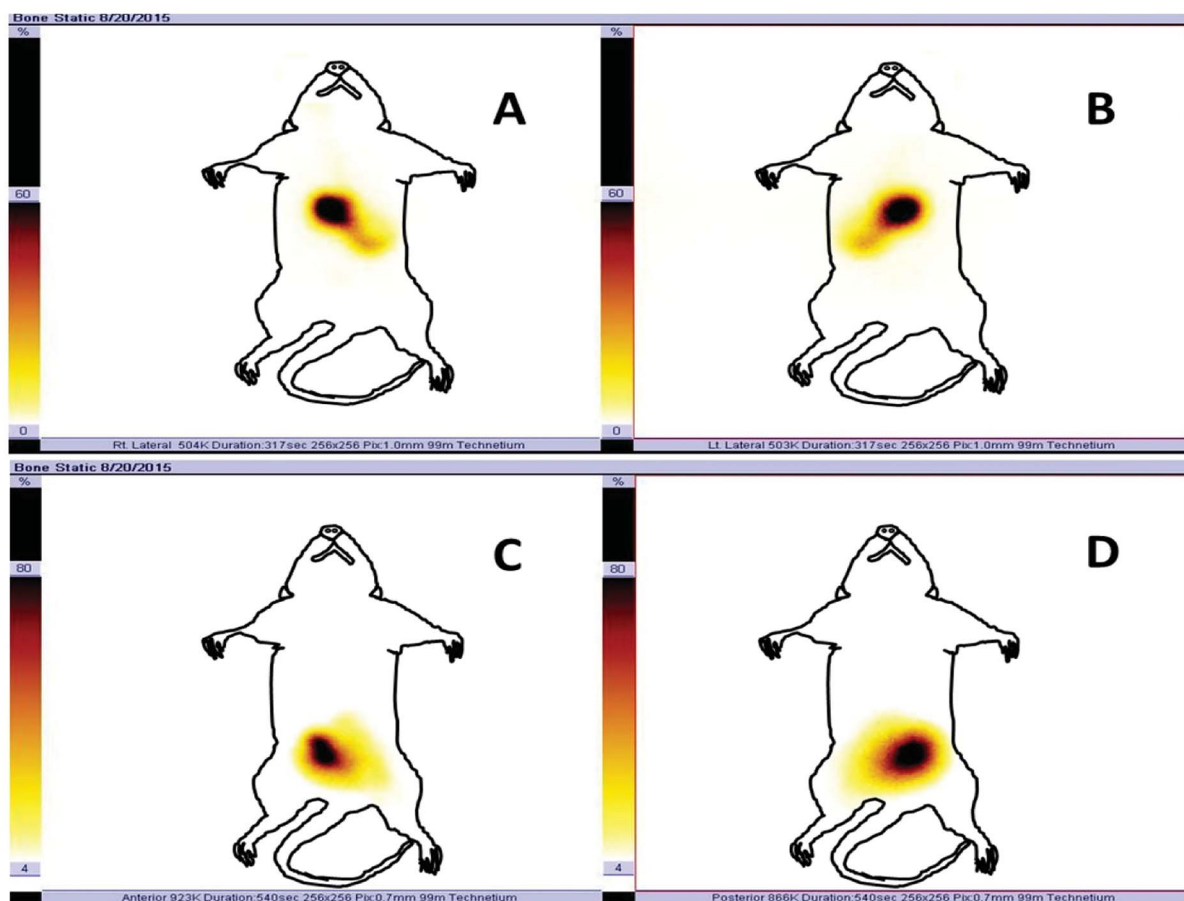 Bone Static 8/20/2015
%
%
A
B
60
60
0
0
Rt. Lateral 504K Duration:317sec 256x256 Pix:1.0mm 99m Technetium
Lt. Lateral 503K Duration:317sec 256x256 Pix:1.0mm 99m Technetium
Bone Static 8/20/2015
%
%
C
D
80
80
4
4
Anterior 923K Duration:540sec 256x256 Pix:0.7mm 99m Technetium
Posterior 866K Duration:540sec 256x256 Pix:0.7mm 99m Technetium